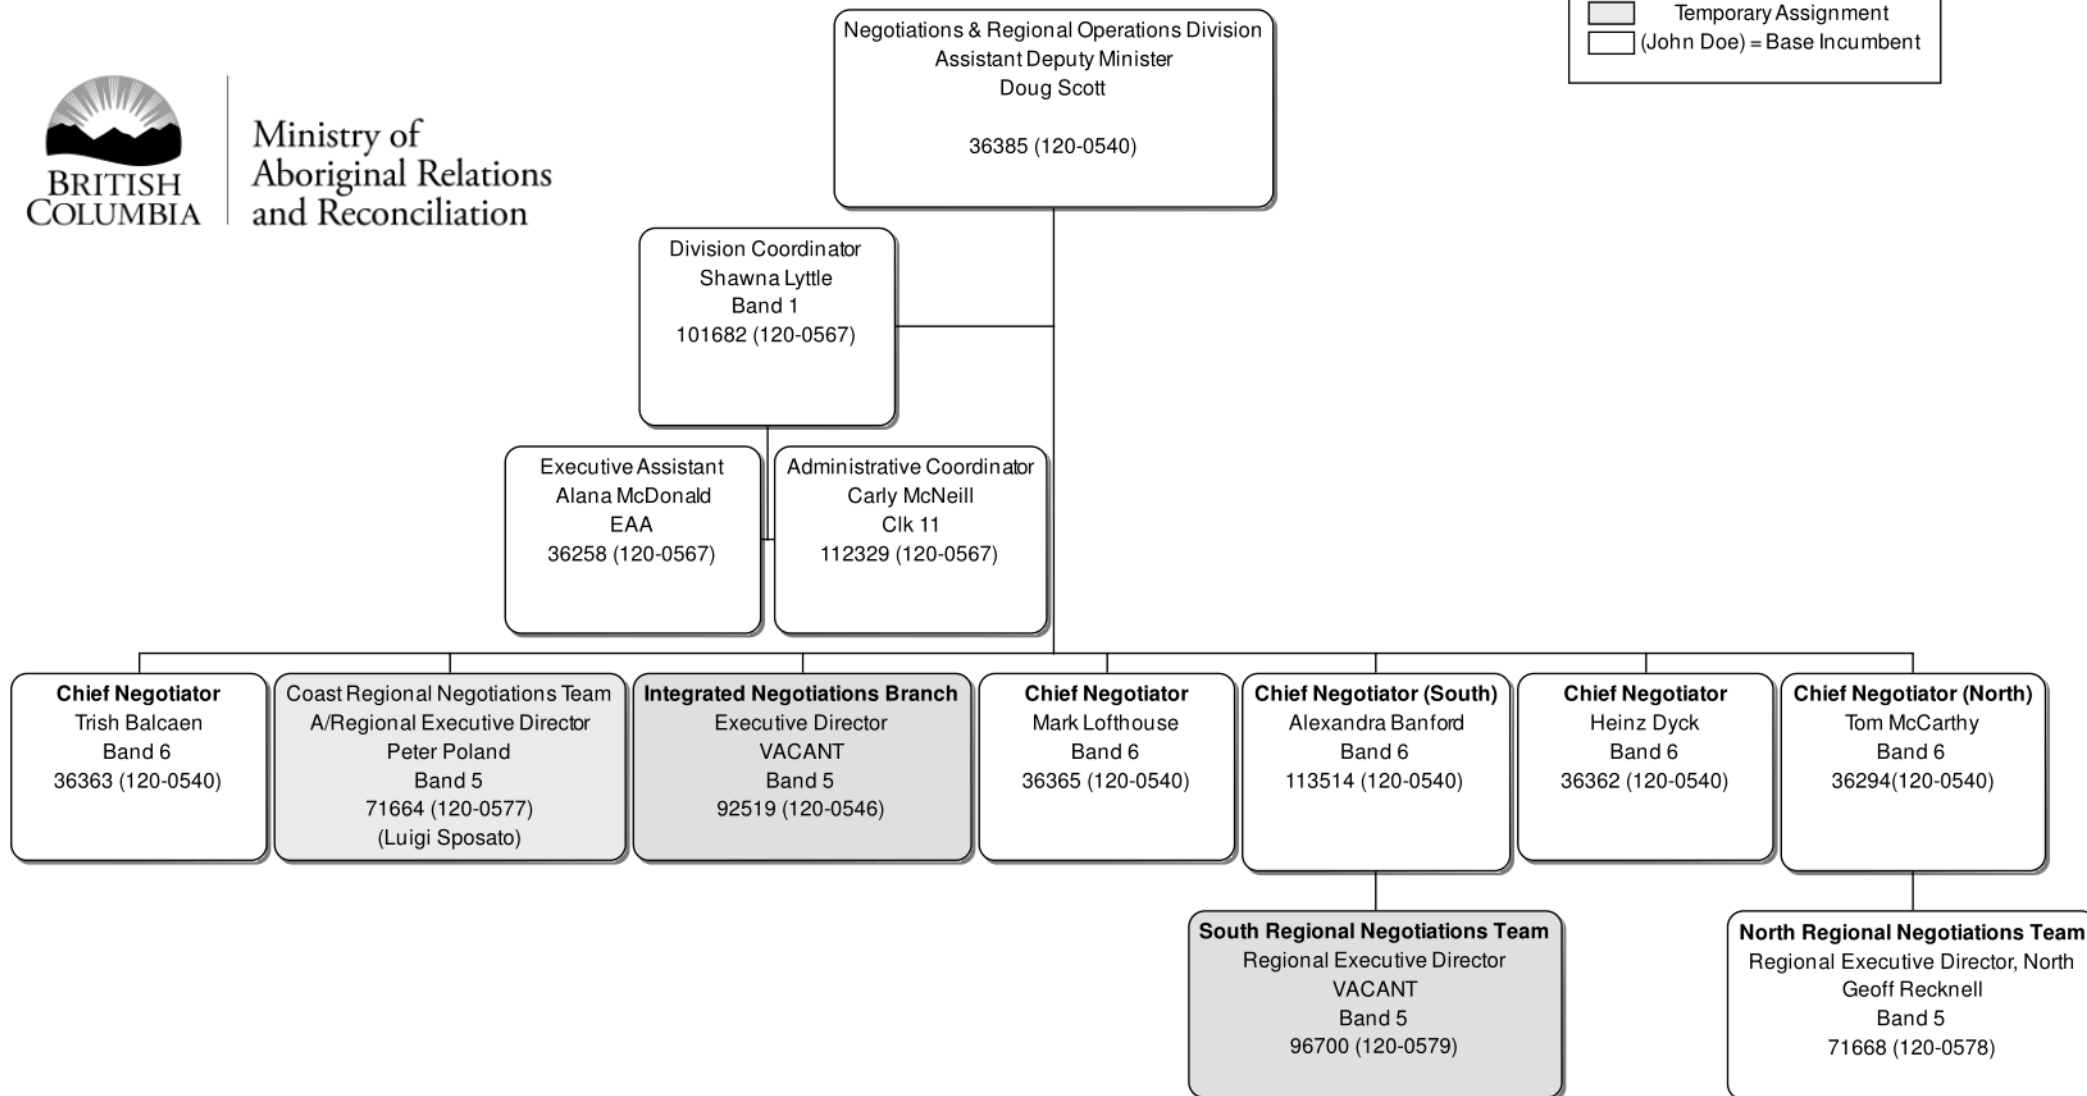 Temporary Assignment
(John Doe) = Base Incumbent
BRITISH
COLUMBIA
Ministry of
Aboriginal Relations
and Reconciliation
Negotiations & Regional Operations Division
Assistant Deputy Minister
Doug Scott
36385 (120-0540)
Division Coordinator
Shawna Lyttle
Band 1
101682 (120-0567)
Executive Assistant
Alana McDonald
EAA
36258 (120-0567)
Administrative Coordinator
Carly McNeill
Clk 11
112329 (120-0567)
Chief Negotiator
Trish Balcaen
Band 6
36363 (120-0540)
Coast Regional Negotiations Team
A/Regional Executive Director
Peter Poland
Band 5
71664 (120-0577)
(Luigi Sposato)
Integrated Negotiations Branch
Executive Director
VACANT
Band 5
92519 (120-0546)
Chief Negotiator
Mark Lofthouse
Band 6
36365 (120-0540)
Chief Negotiator (South)
Alexandra Banford
Band 6
113514 (120-0540)
Chief Negotiator
Heinz Dyck
Band 6
36362 (120-0540)
Chief Negotiator (North)
Tom McCarthy
Band 6
36294(120-0540)
South Regional Negotiations Team
Regional Executive Director
VACANT
Band 5
96700 (120-0579)
North Regional Negotiations Team
Regional Executive Director, North
Geoff Recknell
Band 5
71668 (120-0578)